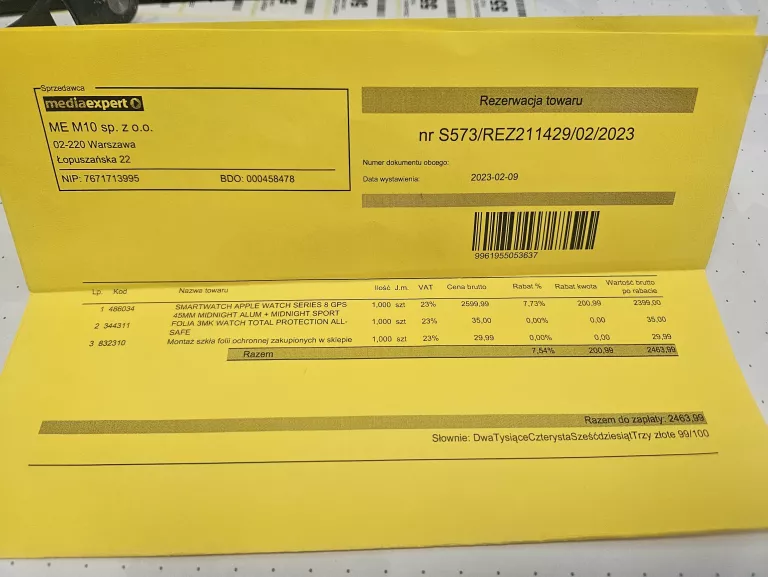 Sprzedawca
mediaexpert
ME M10 sp. z o.o.
02-220 Warszawa
Łopuszańska 22
NIP: 7671713995 BDO: 000458478
Rezerwacja towaru
nr S573/REZ211429/02/2023
Numer dokumentu obcego:
Data wystawienia: 2023-02-09
9961955053637
Lp. Kod Nazwa towaru Ilość J.m. VAT Cena brutto Rabat % Rabat kwota Wartość brutto po rabacie
1 486034 SMARTWATCH APPLE WATCH SERIES 8 GPS 1,000 szt 23% 2599,99 7,73% 200,99 2399,00
45MM MIDNIGHT ALUM + MIDNIGHT SPORT
2 344311 FOLIA 3MK WATCH TOTAL PROTECTION ALL- 1,000 szt 23% 35,00 0,00% 0,00 35,00
SAFE
3 832310 Montaż szkła folii ochronnej zakupionych w sklepie 1,000 szt 23% 29,99 0,00% 0,00 29,99
Razem 7,54% 200,99 2463,99
Razem do zapłaty: 2463,99
Słownie: DwaTysiąceCzterystaSześćdziesiątTrzy złote 99/100